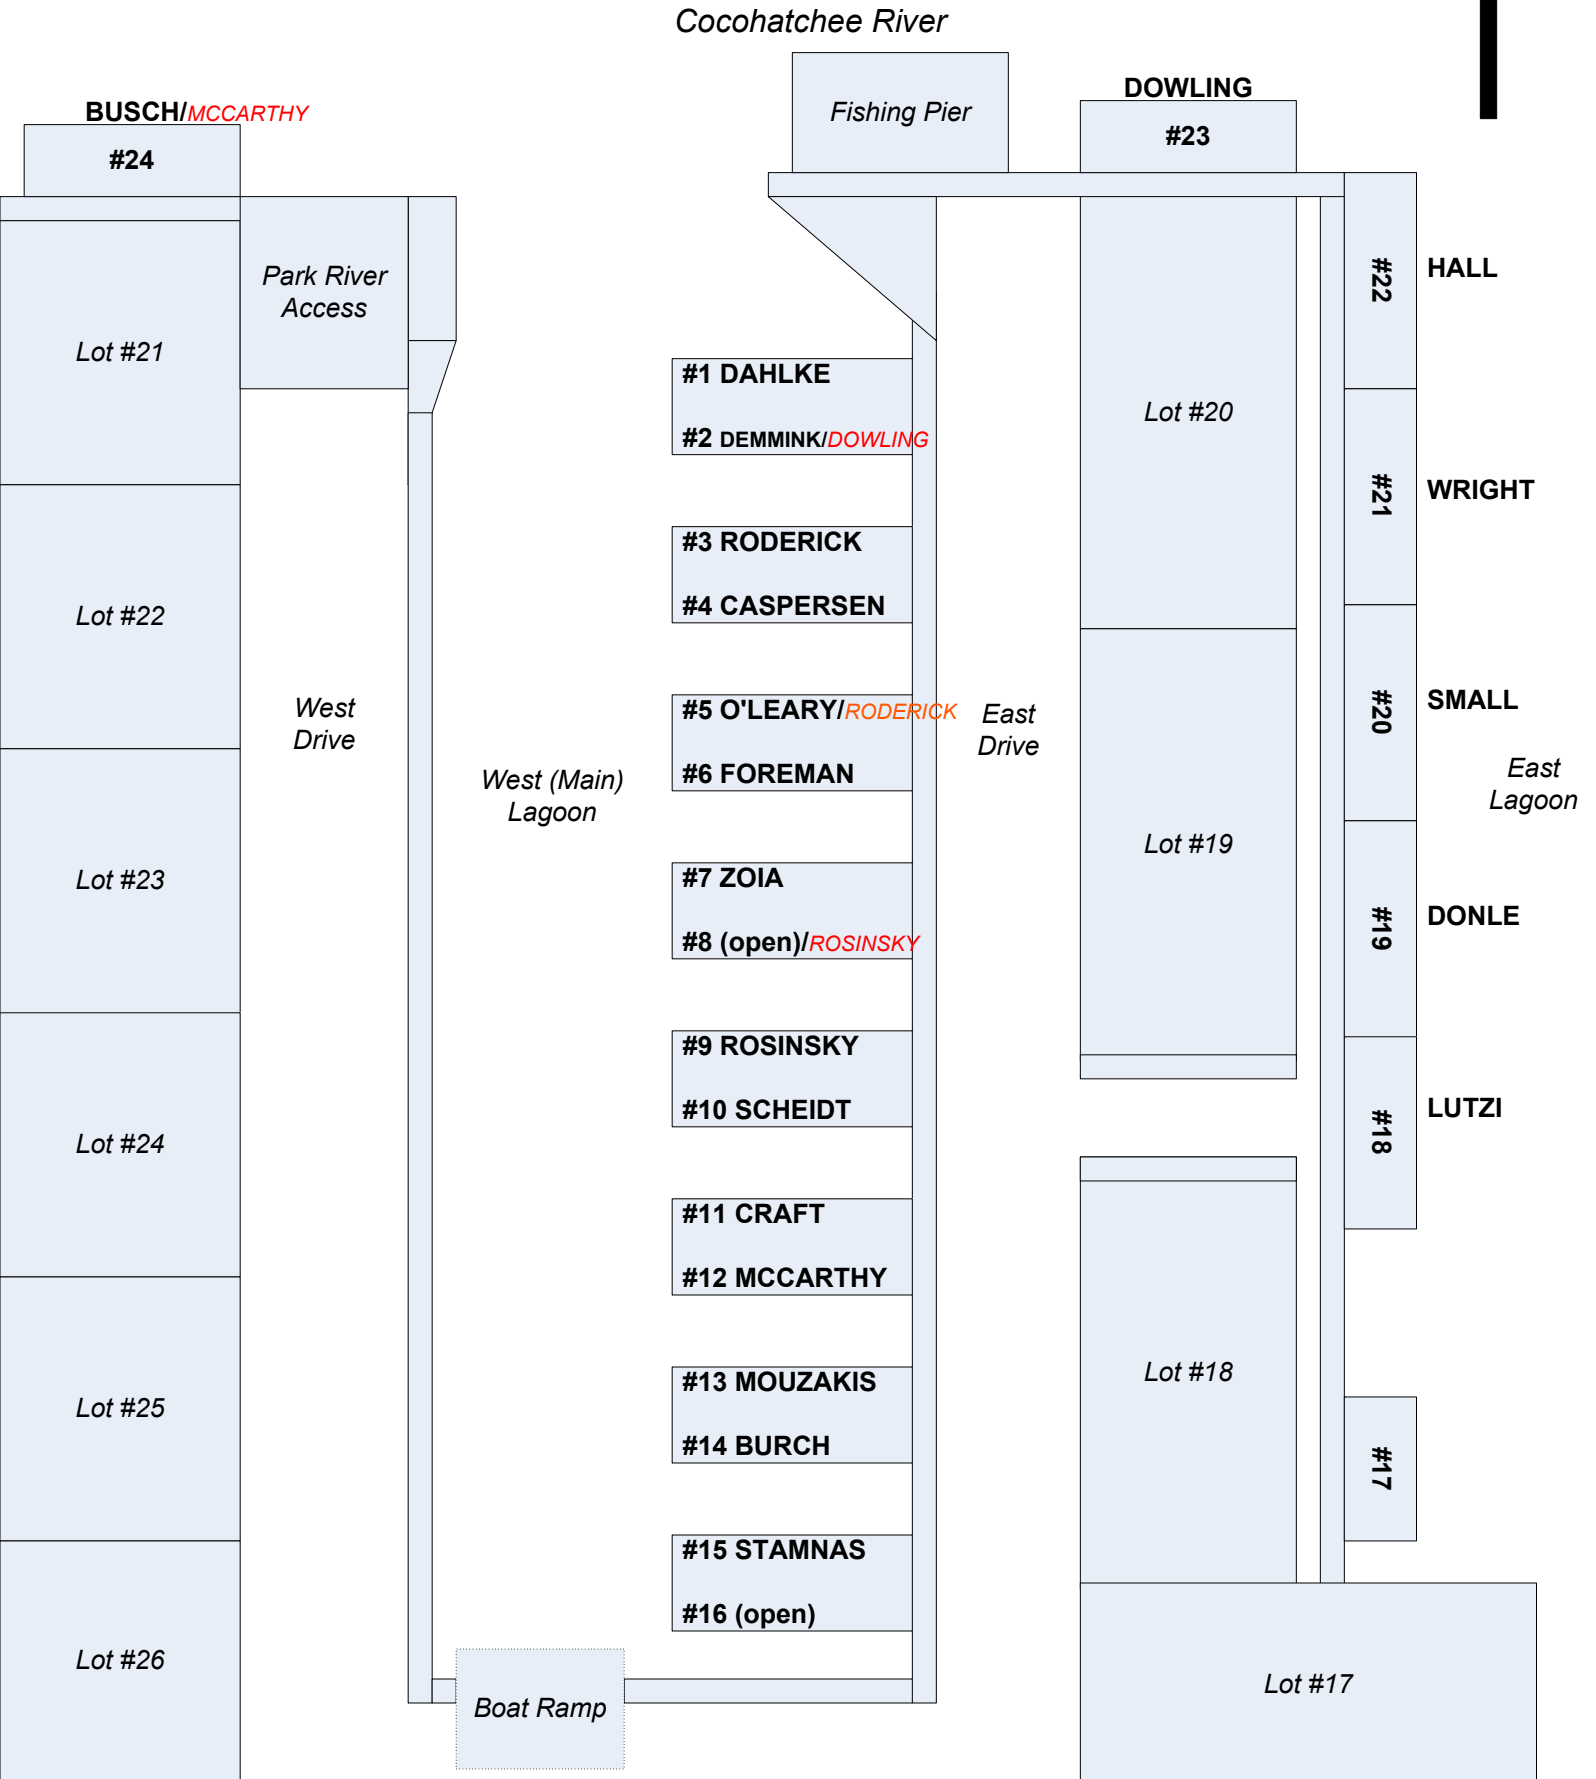 Cocohatchee River
BUSCH/MCCARTHY
#24
Fishing Pier
DOWLING
#23
Park River
Access
Lot #21
Lot #22
Lot #23
Lot #24
Lot #25
Lot #26
West
Drive
West (Main)
Lagoon
#1 DAHLKE
#2 DEMMINK/DOWLING
#3 RODERICK
#4 CASPERSEN
#5 O'LEARY/RODERICK
#6 FOREMAN
#7 ZOIA
#8 (open)/ROSINSKY
#9 ROSINSKY
#10 SCHEIDT
#11 CRAFT
#12 MCCARTHY
#13 MOUZAKIS
#14 BURCH
#15 STAMNAS
#16 (open)
Boat Ramp
East
Drive
Lot #20
Lot #19
Lot #18
Lot #17
#22
HALL
#21
WRIGHT
#20
SMALL
#19
DONLE
#18
LUTZI
#17
East
Lagoon